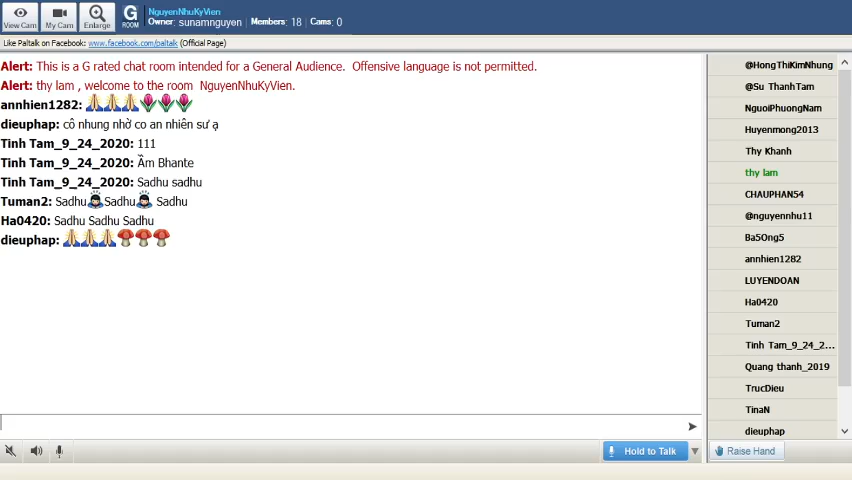 View Cam
My Cam
Enlarge
G
ROOM
NguyenNhuKyVien
Owner: sunamnguyen Members: 18 Cams: 0
Like Paltalk on Facebook: www.facebook.com/paltalk (Official Page)
Alert: This is a G rated chat room intended for a General Audience. Offensive language is not permitted.
Alert: thy lam , welcome to the room NguyenNhuKyVien.
annhien1282:
dieuphap: cô nhung nhờ co an nhiên sư ạ
Tinh Tam_9_24_2020: 111
Tinh Tam_9_24_2020: Ầm Bhante
Tinh Tam_9_24_2020: Sadhu sadhu
Tuman2: Sadhu Sadhu Sadhu
Ha0420: Sadhu Sadhu Sadhu
dieuphap:
@HongThiKimNhung
@Su ThanhTam
NguoiPhuongNam
Huyenmong2013
Thy Khanh
thy lam
CHAUPHAN54
@nguyennhu11
Ba5Ong5
annhien1282
LUYENDOAN
Ha0420
Tuman2
Tinh Tam_9_24_2...
Quang thanh_2019
TrucDieu
TinaN
dieuphap
Hold to Talk
Raise Hand